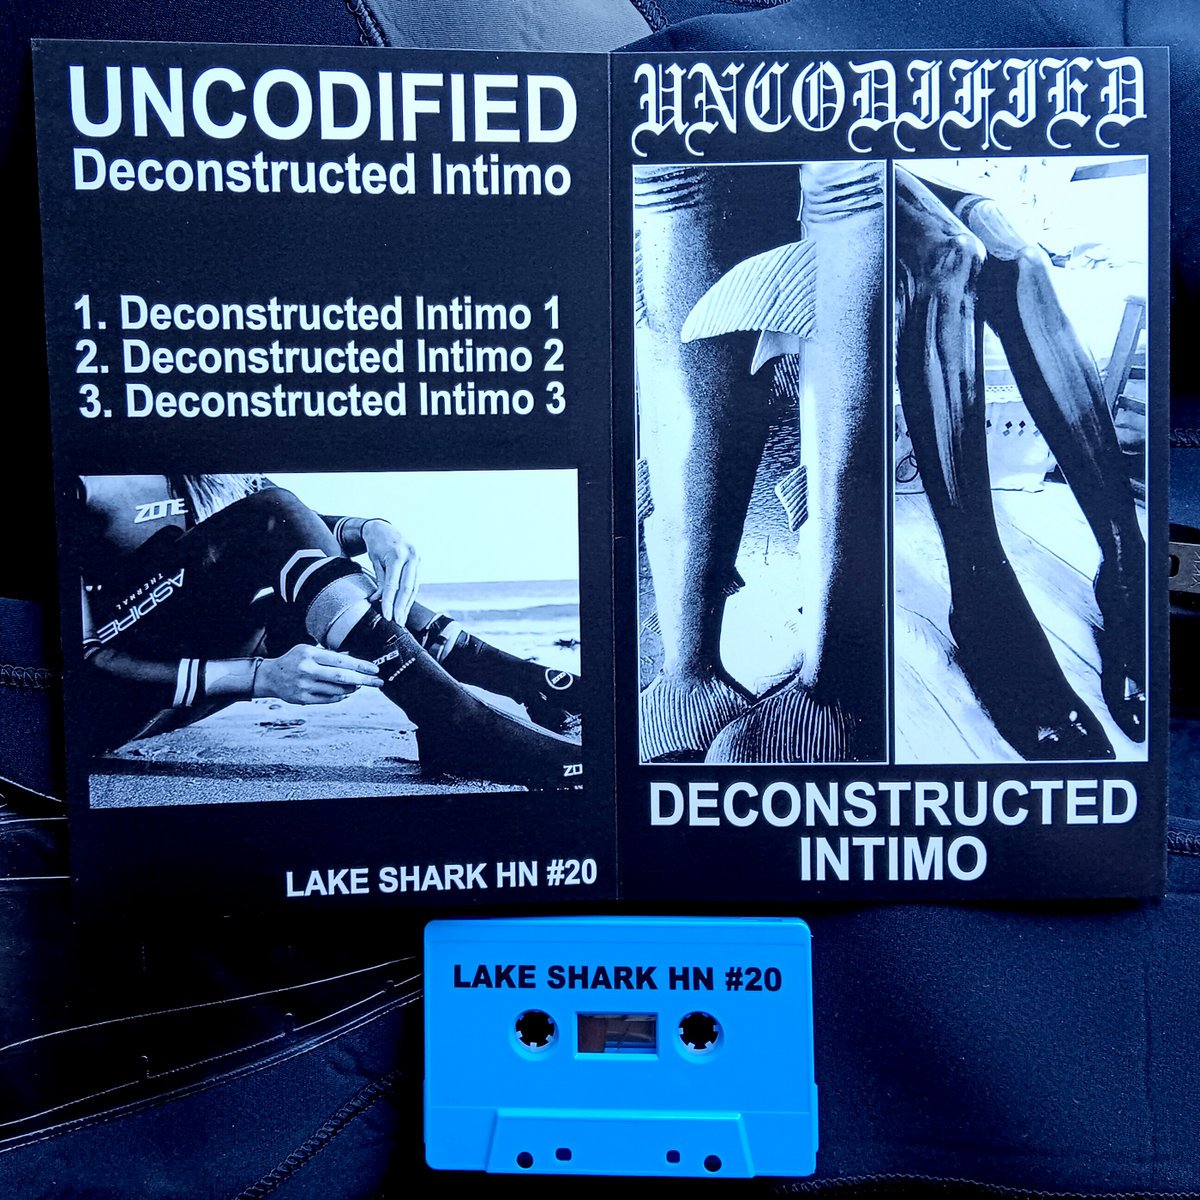 UNCODIFIED
Deconstructed Intimo
1. Deconstructed Intimo 1
2. Deconstructed Intimo 2
3. Deconstructed Intimo 3
ZONE
ASPIRE
THERMAL
LAKE SHARK HN #20
UNCODIFIED
DECONSTRUCTED
INTIMO
LAKE SHARK HN #20